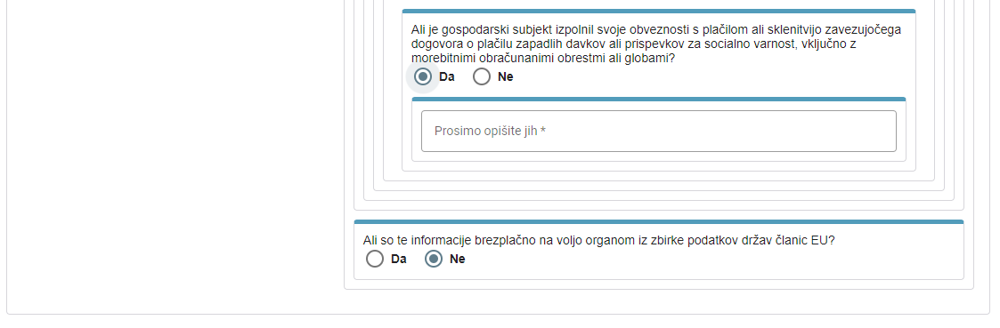 Ali je gospodarski subjekt izpolnil svoje obveznosti s plačilom ali sklenitvijo zavezujočega
dogovora o plačilu zapadlih davkov ali prispevkov za socialno varnost, vključno z
morebitnimi obračunanimi obrestmi ali globami?
Da Ne
Prosimo opišite jih *
Ali so te informacije brezplačno na voljo organom iz zbirke podatkov držav članic EU?
Da Ne